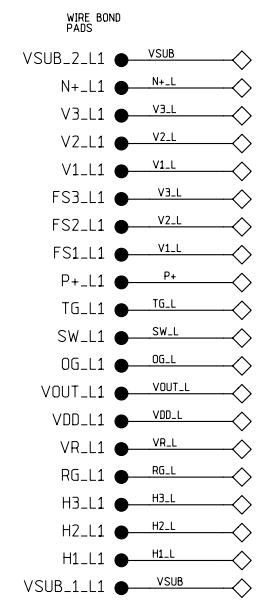 WIRE BOND
PADS
VSUB_2_L1 VSUB
N+_L1 N+_L
V3_L1 V3_L
V2_L1 V2_L
V1_L1 V1_L
FS3_L1 V3_L
FS2_L1 V2_L
FS1_L1 V1_L
P+_L1 P+
TG_L1 TG_L
SW_L1 SW_L
OG_L1 OG_L
VOUT_L1 VOUT_L
VDD_L1 VDD_L
VR_L1 VR_L
RG_L1 RG_L
H3_L1 H3_L
H2_L1 H2_L
H1_L1 H1_L
VSUB_1_L1 VSUB